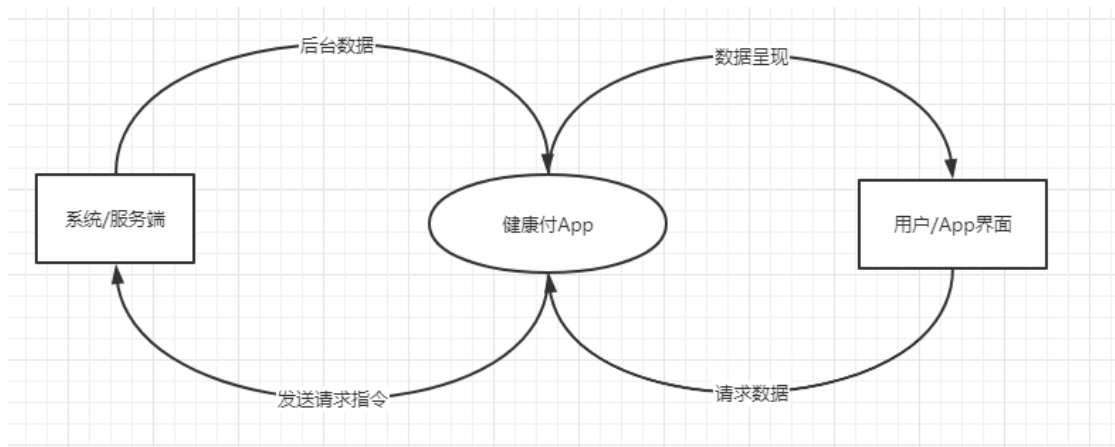 后台数据
数据呈现
系统/服务端
健康付App
用户/App界面
发送请求指令
请求数据